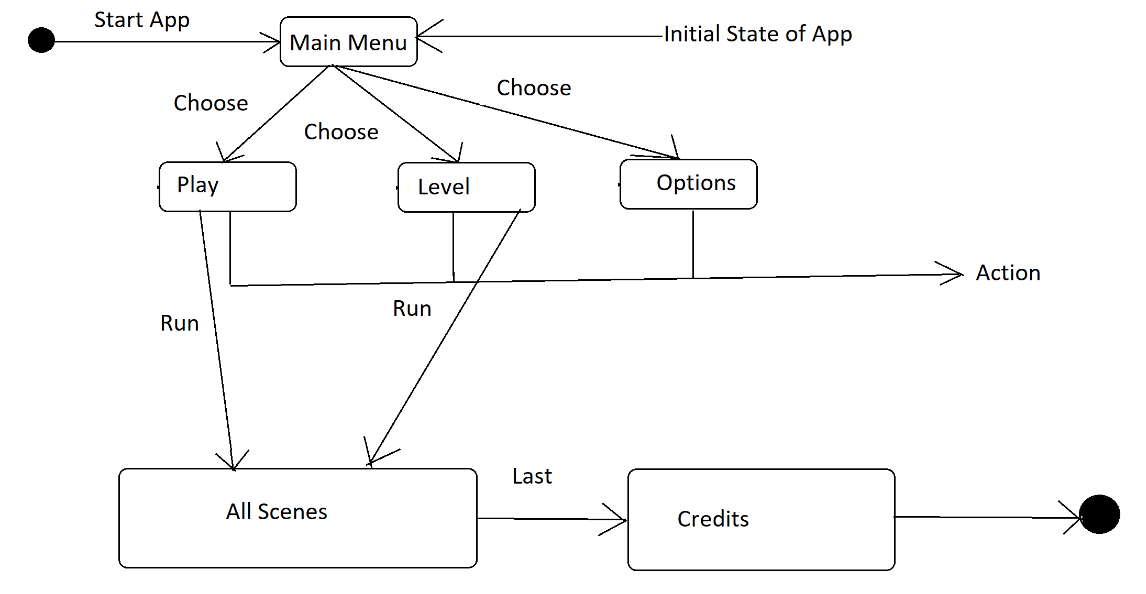 Start App
Main Menu
Initial State of App
Choose
Choose
Choose
Play
Level
Options
Action
Run
Run
Last
All Scenes
Credits